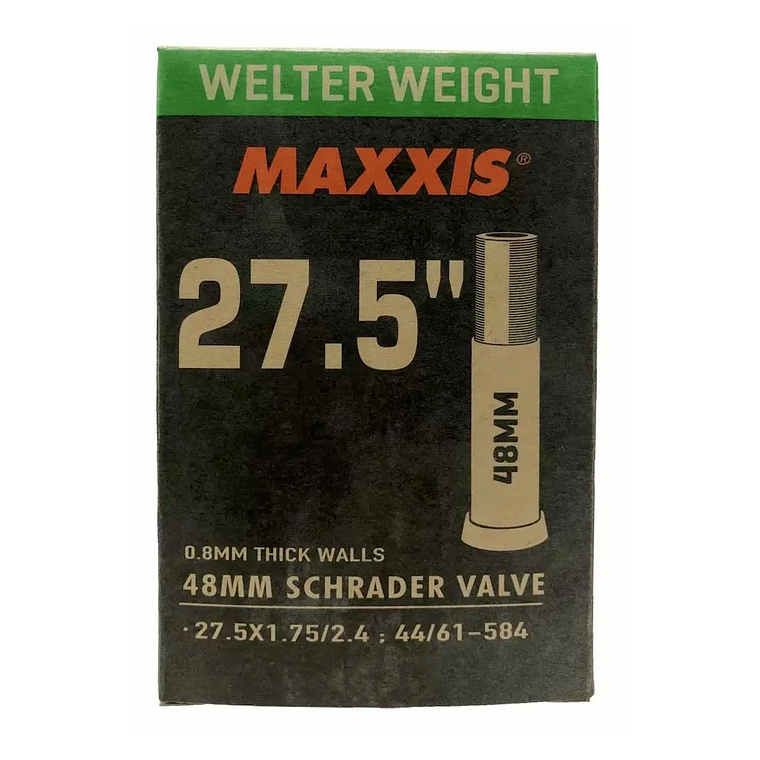 WELTER WEIGHT
MAXXIS®
27.5"
48MM
0.8MM THICK WALLS
48MM SCHRADER VALVE
· 27.5X1.75/2.4 ; 44/61-584